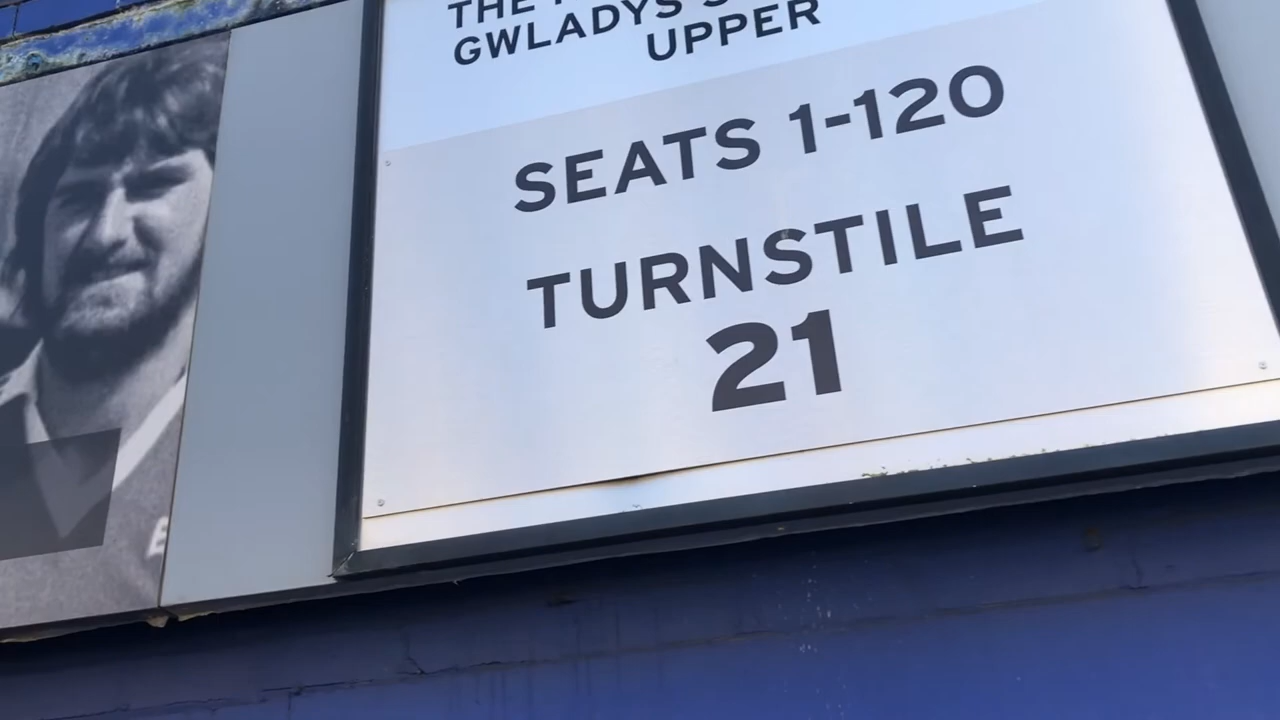 THE
GWLADYS
UPPER
SEATS 1-120
TURNSTILE
21